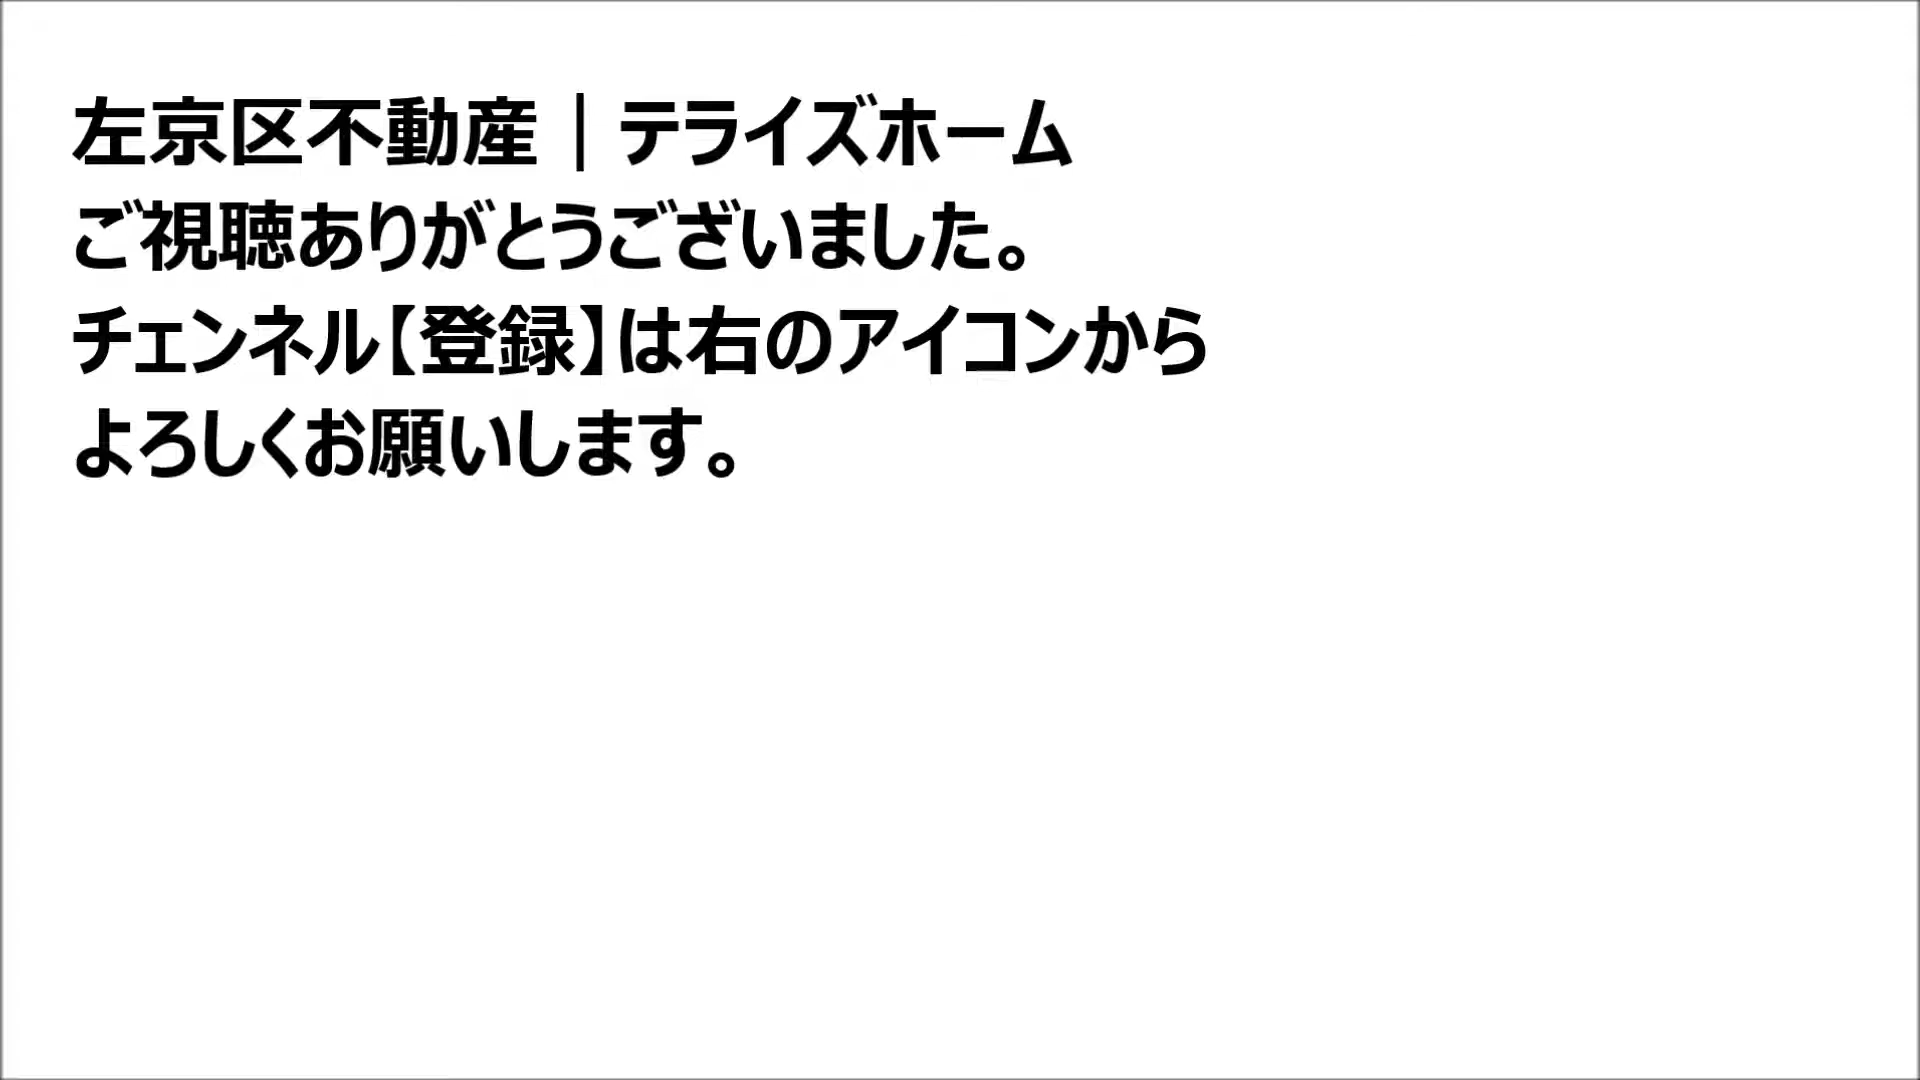 左京区不動産｜テライズホーム
ご視聴ありがとうございました。
チェンネル【登録】は右のアイコンから
よろしくお願いします。